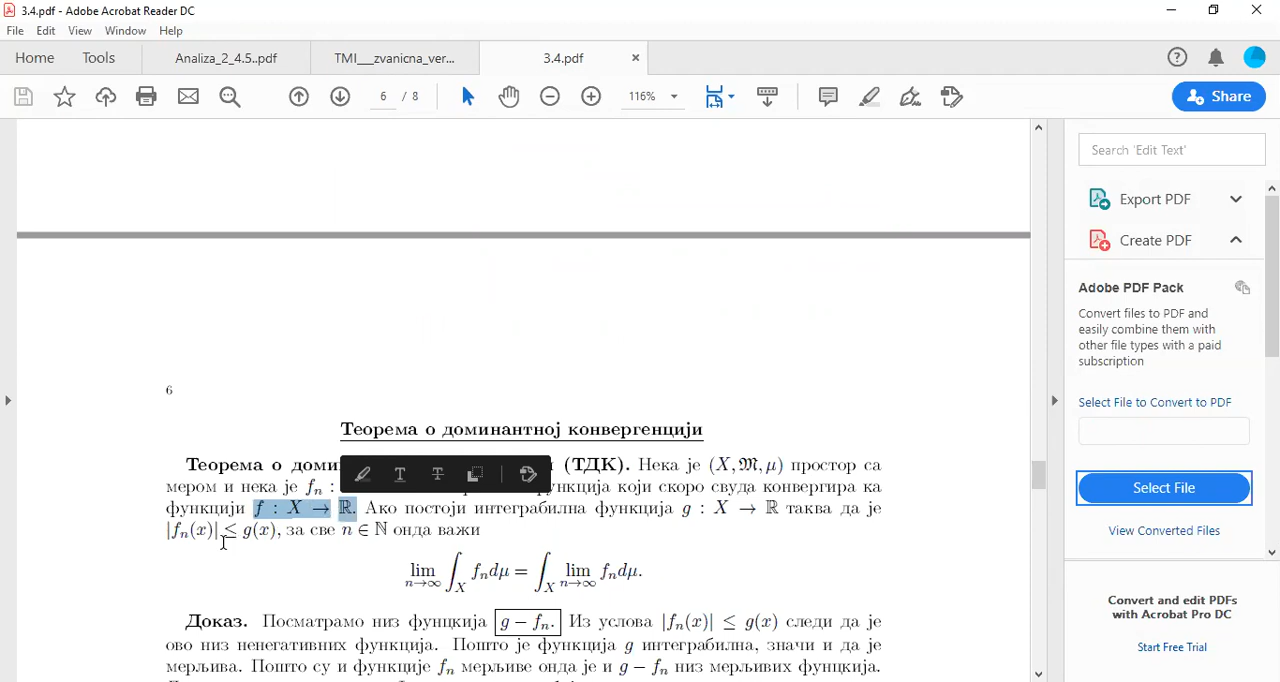 3.4.pdf - Adobe Acrobat Reader DC
File Edit View Window Help
Home Tools Analiza_2_4.5..pdf TMI___zvanicna_ver... 3.4.pdf
6 / 8 116% Share
Search 'Edit Text'
Export PDF
Create PDF
Adobe PDF Pack
Convert files to PDF and
easily combine them with
other file types with a paid
subscription
Select File to Convert to PDF
Select File
View Converted Files
Convert and edit PDFs
with Acrobat Pro DC
Start Free Trial
6
Теорема о доминантној конвергенцији
Теорема о доми (ТДК). Нека је (X, 𝔐, μ) простор са
мером и нека је fₙ : функција који скоро свуда конвергира ка
функцији f : X → ℝ. Ако постоји интеграбилна функција g : X → ℝ таква да је
|fₙ(x)| ≤ g(x), за све n ∈ ℕ онда важи
lim n→∞ ∫_X fₙdμ = ∫_X lim n→∞ fₙdμ.
Доказ. Посматрамо низ фунцкија g − fₙ. Из услова |fₙ(x)| ≤ g(x) следи да је
ово низ ненегативних функција. Пошто је функција g интеграбилна, значи и да је
мерљива. Пошто су и функције fₙ мерљиве онда је и g − fₙ низ мерљивих фунцкија.